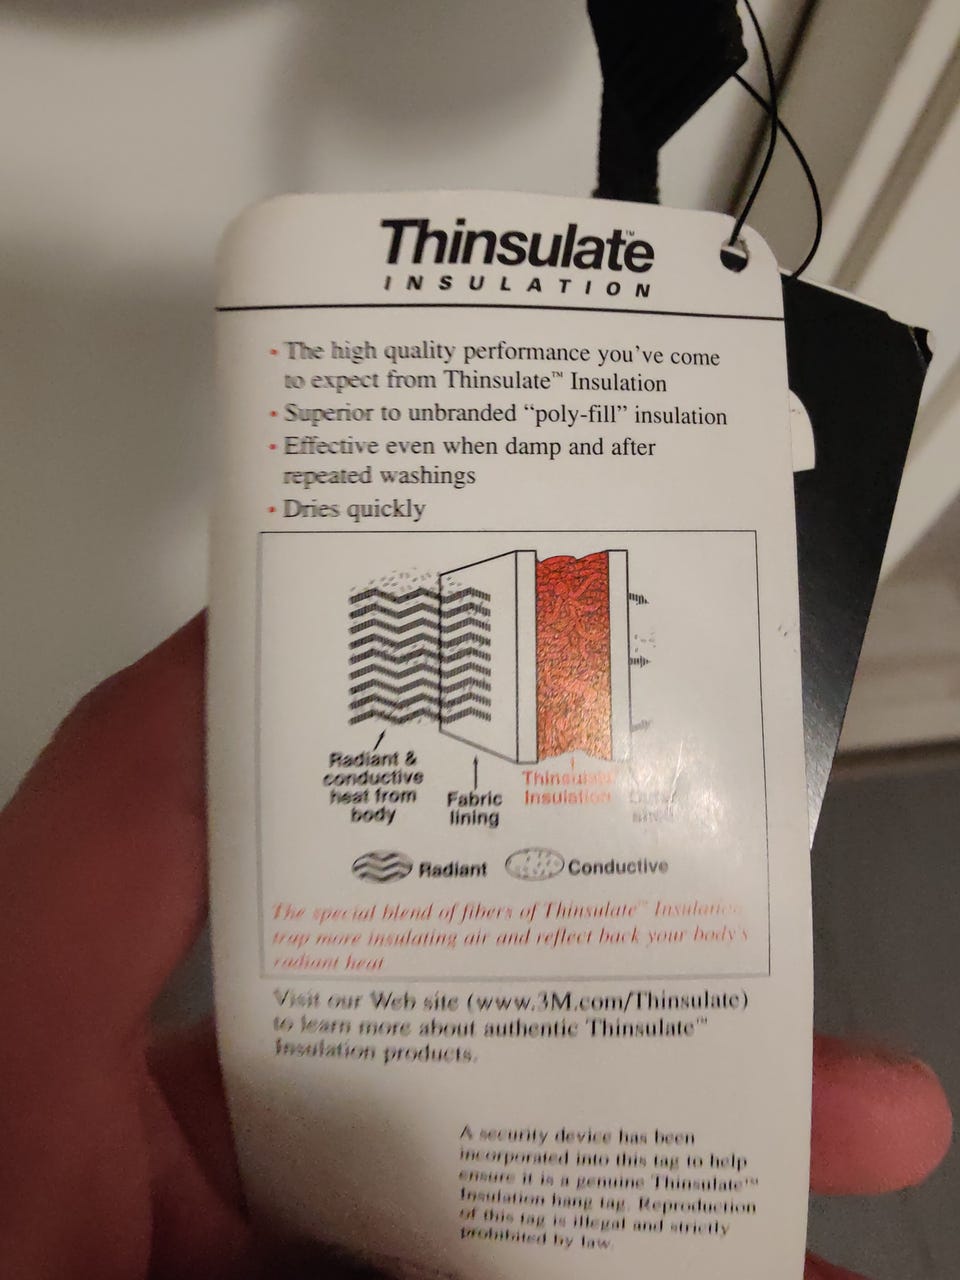 Thinsulate™
INSULATION
• The high quality performance you've come
to expect from Thinsulate™ Insulation
• Superior to unbranded “poly-fill” insulation
• Effective even when damp and after
repeated washings
• Dries quickly
Radiant &
conductive
heat from
body
Fabric
lining
Thinsulate™
Insulation
Outer
shell
Radiant
Conductive
The special blend of fibers of Thinsulate™ Insulation
trap more insulating air and reflect back your body's
radiant heat
Visit our Web site (www.3M.com/Thinsulate)
to learn more about authentic Thinsulate™
Insulation products.
A security device has been
incorporated into this tag to help
ensure it is a genuine Thinsulate™
Insulation hang tag. Reproduction
of this tag is illegal and strictly
prohibited by law.